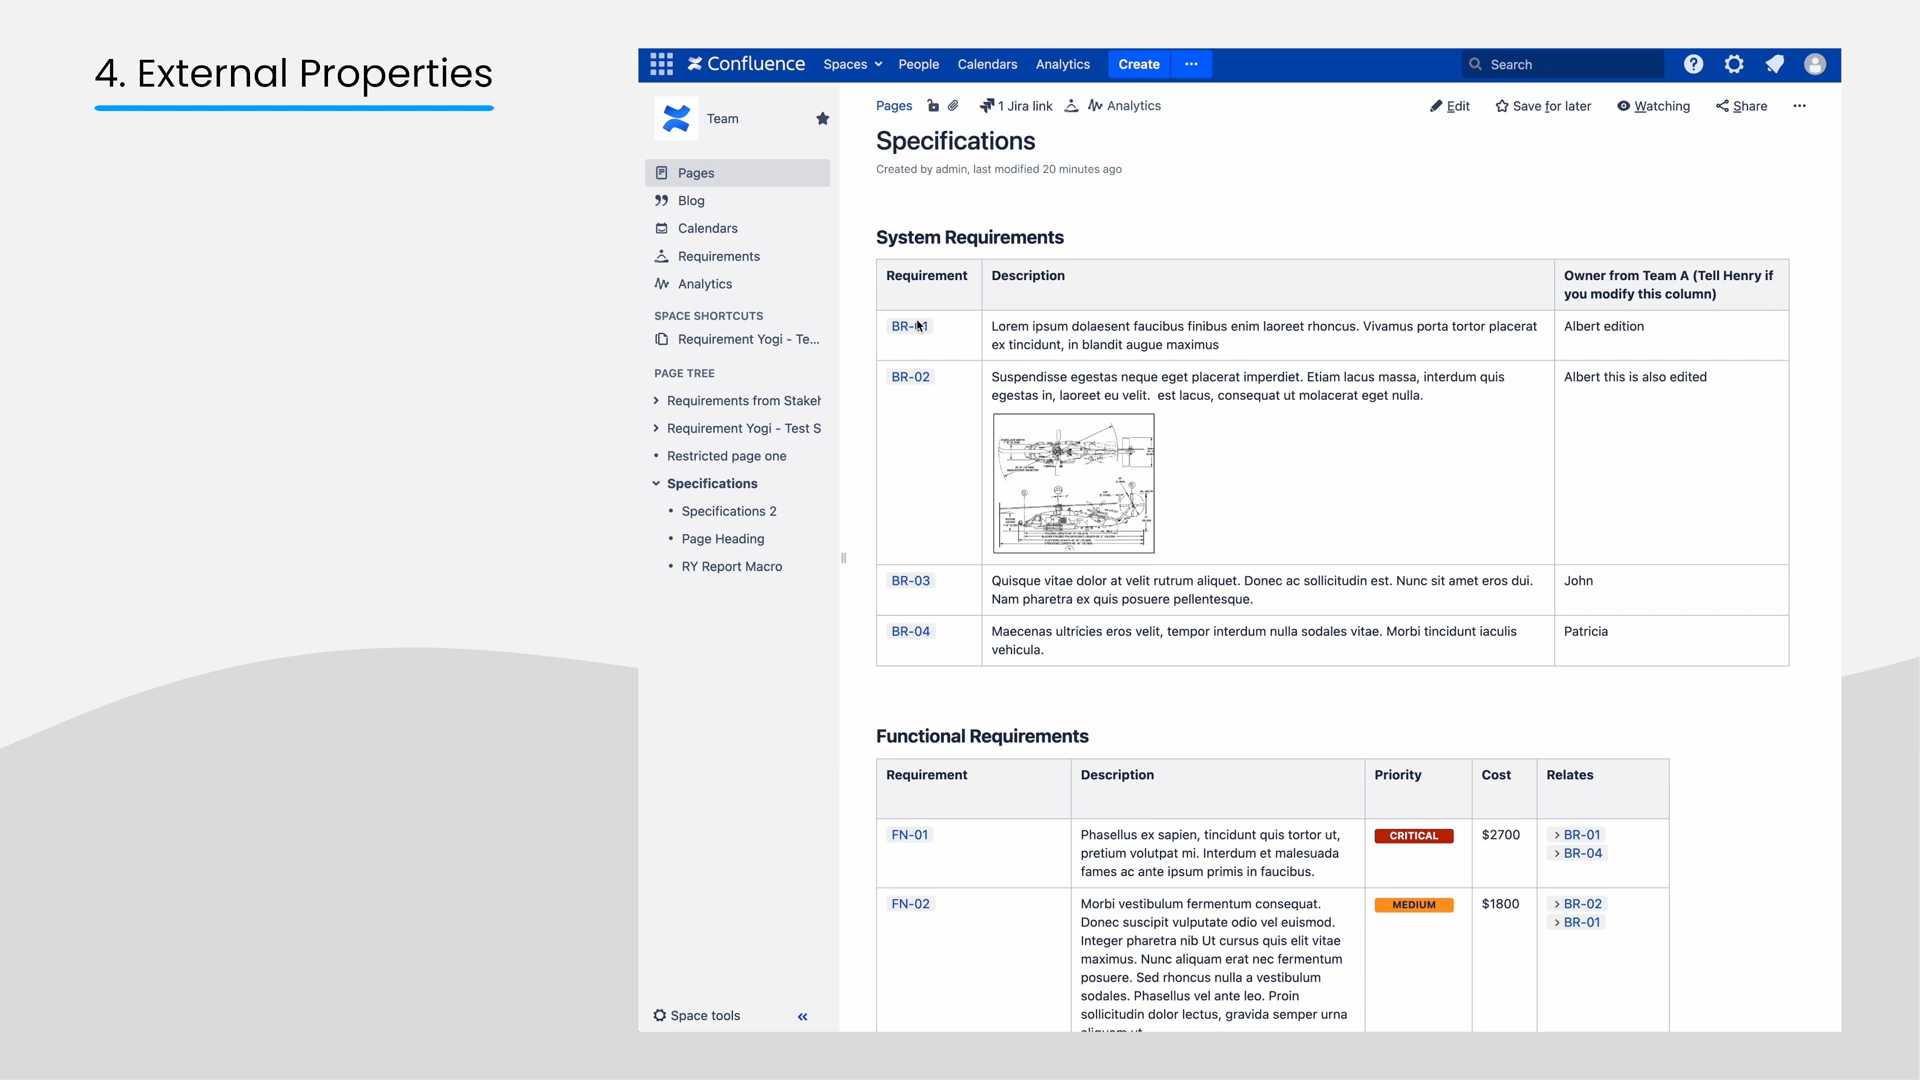 4. External Properties
Confluence Spaces People Calendars Analytics Create Search
Team
Pages
Blog
Calendars
Requirements
Analytics
SPACE SHORTCUTS
Requirement Yogi - Te...
PAGE TREE
Requirements from Stakeh
Requirement Yogi - Test S
Restricted page one
Specifications
Specifications 2
Page Heading
RY Report Macro
Space tools
Pages 1 Jira link Analytics Edit Save for later Watching Share
Specifications
Created by admin, last modified 20 minutes ago
System Requirements
Requirement Description Owner from Team A (Tell Henry if
you modify this column)
BR-01 Lorem ipsum dolaesent faucibus finibus enim laoreet rhoncus. Vivamus porta tortor placerat Albert edition
ex tincidunt, in blandit augue maximus
BR-02 Suspendisse egestas neque eget placerat imperdiet. Etiam lacus massa, interdum quis Albert this is also edited
egestas in, laoreet eu velit. est lacus, consequat ut molacerat eget nulla.
BR-03 Quisque vitae dolor at velit rutrum aliquet. Donec ac sollicitudin est. Nunc sit amet eros dui. John
Nam pharetra ex quis posuere pellentesque.
BR-04 Maecenas ultricies eros velit, tempor interdum nulla sodales vitae. Morbi tincidunt iaculis Patricia
vehicula.
Functional Requirements
Requirement Description Priority Cost Relates
FN-01 Phasellus ex sapien, tincidunt quis tortor ut, CRITICAL $2700 > BR-01
pretium volutpat mi. Interdum et malesuada > BR-04
fames ac ante ipsum primis in faucibus.
FN-02 Morbi vestibulum fermentum consequat. MEDIUM $1800 > BR-02
Donec suscipit vulputate odio vel euismod. > BR-01
Integer pharetra nib Ut cursus quis elit vitae
maximus. Nunc aliquam erat nec fermentum
posuere. Sed rhoncus nulla a vestibulum
sodales. Phasellus vel ante leo. Proin
sollicitudin dolor lectus, gravida semper urna